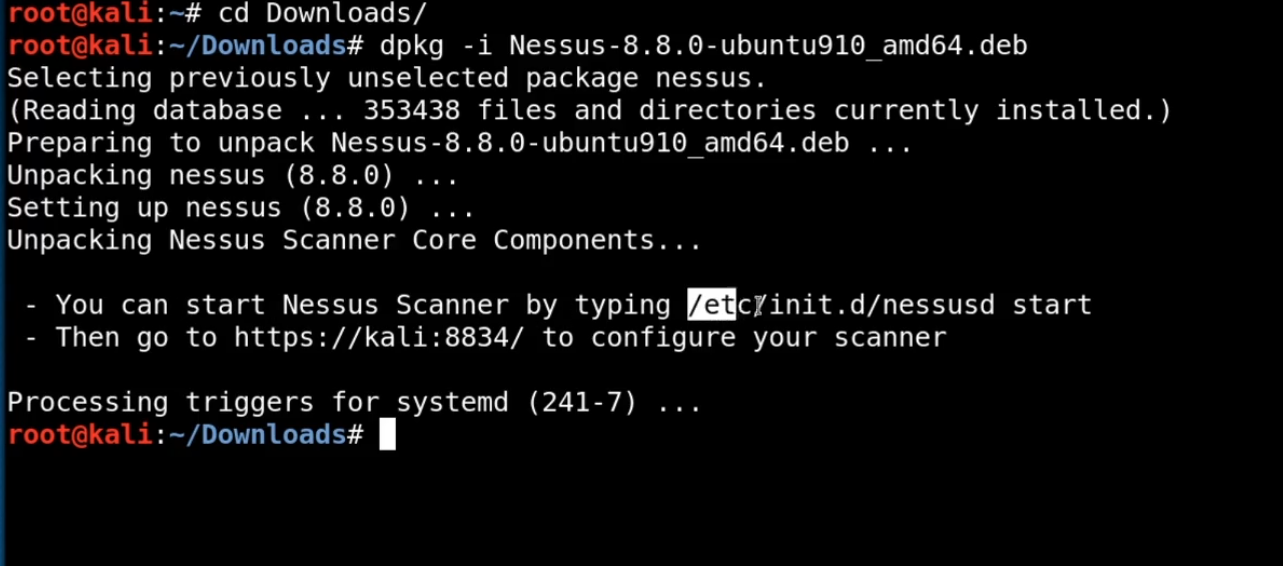 root@kali:~# cd Downloads/
root@kali:~/Downloads# dpkg -i Nessus-8.8.0-ubuntu910_amd64.deb
Selecting previously unselected package nessus.
(Reading database ... 353438 files and directories currently installed.)
Preparing to unpack Nessus-8.8.0-ubuntu910_amd64.deb ...
Unpacking nessus (8.8.0) ...
Setting up nessus (8.8.0) ...
Unpacking Nessus Scanner Core Components...
- You can start Nessus Scanner by typing /etc/init.d/nessusd start
- Then go to https://kali:8834/ to configure your scanner
Processing triggers for systemd (241-7) ...
root@kali:~/Downloads#